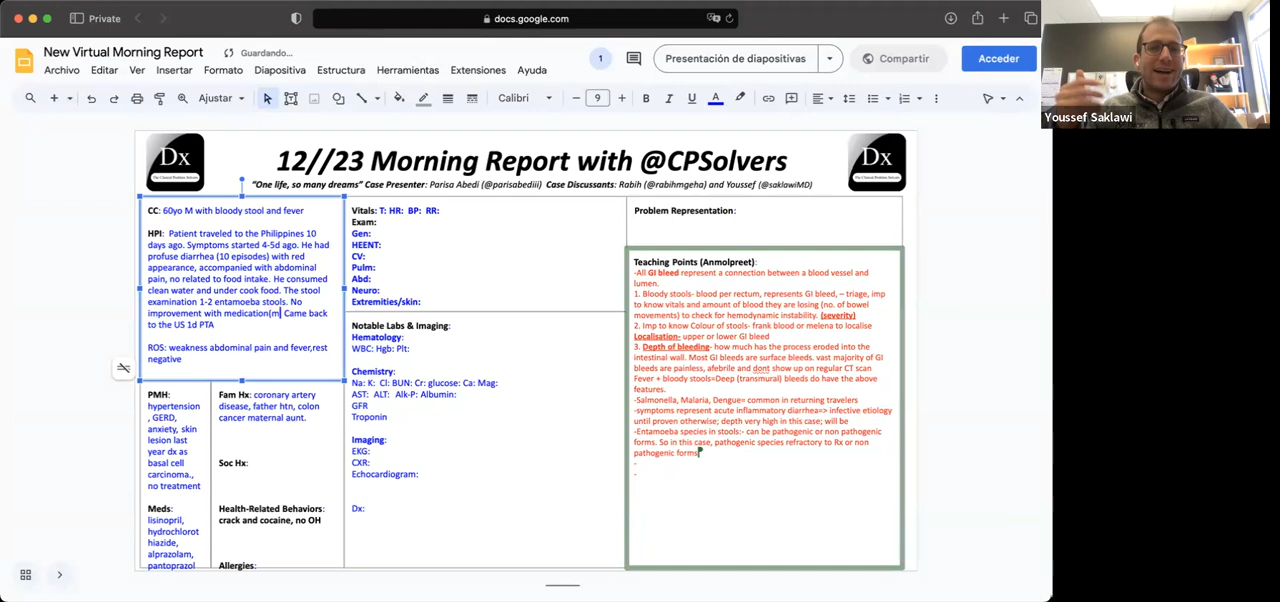 Private
docs.google.com
New Virtual Morning Report
Guardando...
1
Presentación de diapositivas
Compartir
Acceder
Archivo Editar Ver Insertar Formato Diapositiva Estructura Herramientas Extensiones Ayuda
Ajustar
Calibri
9
B I U A
Youssef Saklawi
Dx
12//23 Morning Report with @CPSolvers
"One life, so many dreams" Case Presenter: Parisa Abedi (@parisabediii) Case Discussants: Rabih (@rabihmgeha) and Youssef (@saklawiMD)
Dx
CC: 60yo M with bloody stool and fever
HPI: Patient traveled to the Philippines 10
days ago. Symptoms started 4-5d ago. He had
profuse diarrhea (10 episodes) with red
appearance, accompanied with abdominal
pain, no related to food intake. He consumed
clean water and under cook food. The stool
examination 1-2 entamoeba stools. No
improvement with medication(m Came back
to the US 1d PTA
ROS: weakness abdominal pain and fever,rest
negative
PMH:
hypertension
, GERD,
anxiety, skin
lesion last
year dx as
basal cell
carcinoma.,
no treatment
Meds:
lisinopril,
hydrochlorot
hiazide,
alprazolam,
pantoprazol
Fam Hx: coronary artery
disease, father htn, colon
cancer maternal aunt.
Soc Hx:
Health-Related Behaviors:
crack and cocaine, no OH
Allergies:
Vitals: T: HR: BP: RR:
Exam:
Gen:
HEENT:
CV:
Pulm:
Abd:
Neuro:
Extremities/skin:
Notable Labs & Imaging:
Hematology:
WBC: Hgb: Plt:
Chemistry:
Na: K: Cl: BUN: Cr: glucose: Ca: Mag:
AST: ALT: Alk-P: Albumin:
GFR
Troponin
Imaging:
EKG:
CXR:
Echocardiogram:
Dx:
Problem Representation:
Teaching Points (Anmolpreet):
-All GI bleed represent a connection between a blood vessel and
lumen.
1. Bloody stools- blood per rectum, represents GI bleed, – triage, imp
to know vitals and amount of blood they are losing (no. of bowel
movements) to check for hemodynamic instability. (severity)
2. Imp to know Colour of stools- frank blood or melena to localise
Localisation- upper or lower GI bleed
3. Depth of bleeding- how much has the process eroded into the
intestinal wall. Most GI bleeds are surface bleeds. vast majority of GI
bleeds are painless, afebrile and dont show up on regular CT scan
Fever + bloody stools=Deep (transmural) bleeds do have the above
features.
-Salmonella, Malaria, Dengue= common in returning travelers
-symptoms represent acute inflammatory diarrhea=> infective etiology
until proven otherwise; depth very high in this case; will be
-Entamoeba species in stools:- can be pathogenic or non pathogenic
forms. So in this case, pathogenic species refractory to Rx or non
pathogenic forms
-
-